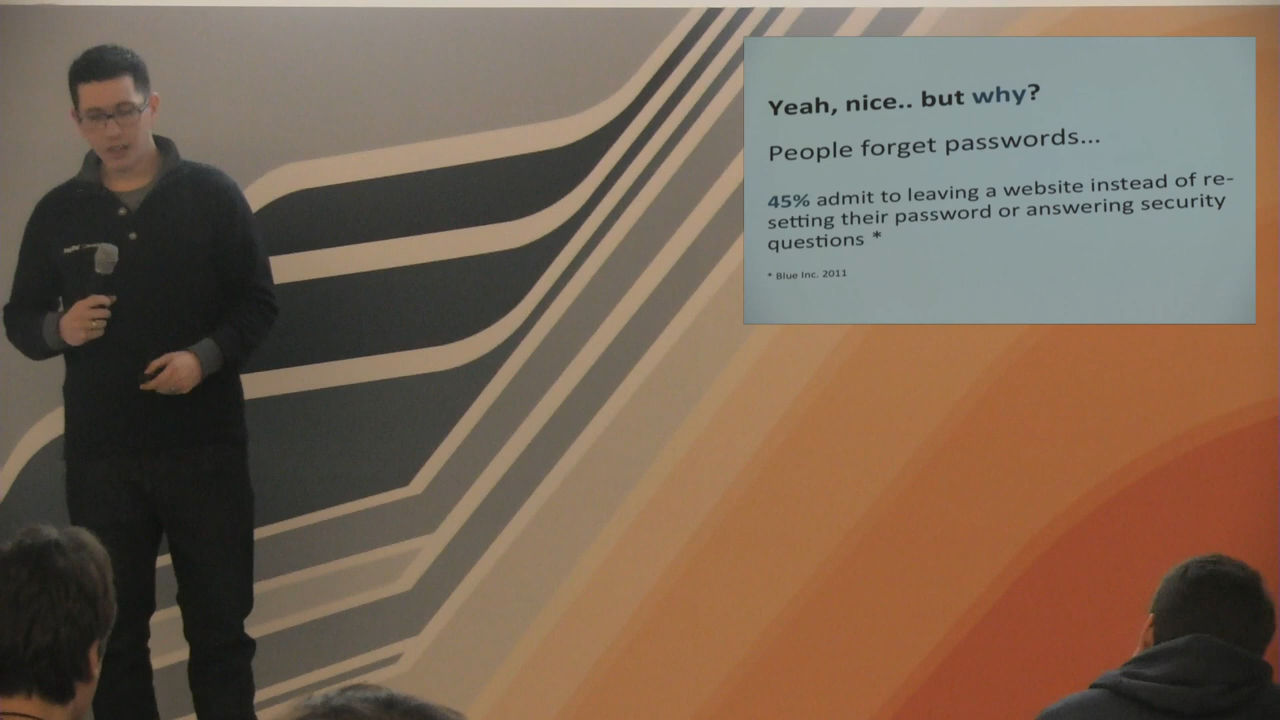 Yeah, nice.. but why?
People forget passwords...
45% admit to leaving a website instead of re-
setting their password or answering security
questions *
* Blue Inc. 2011